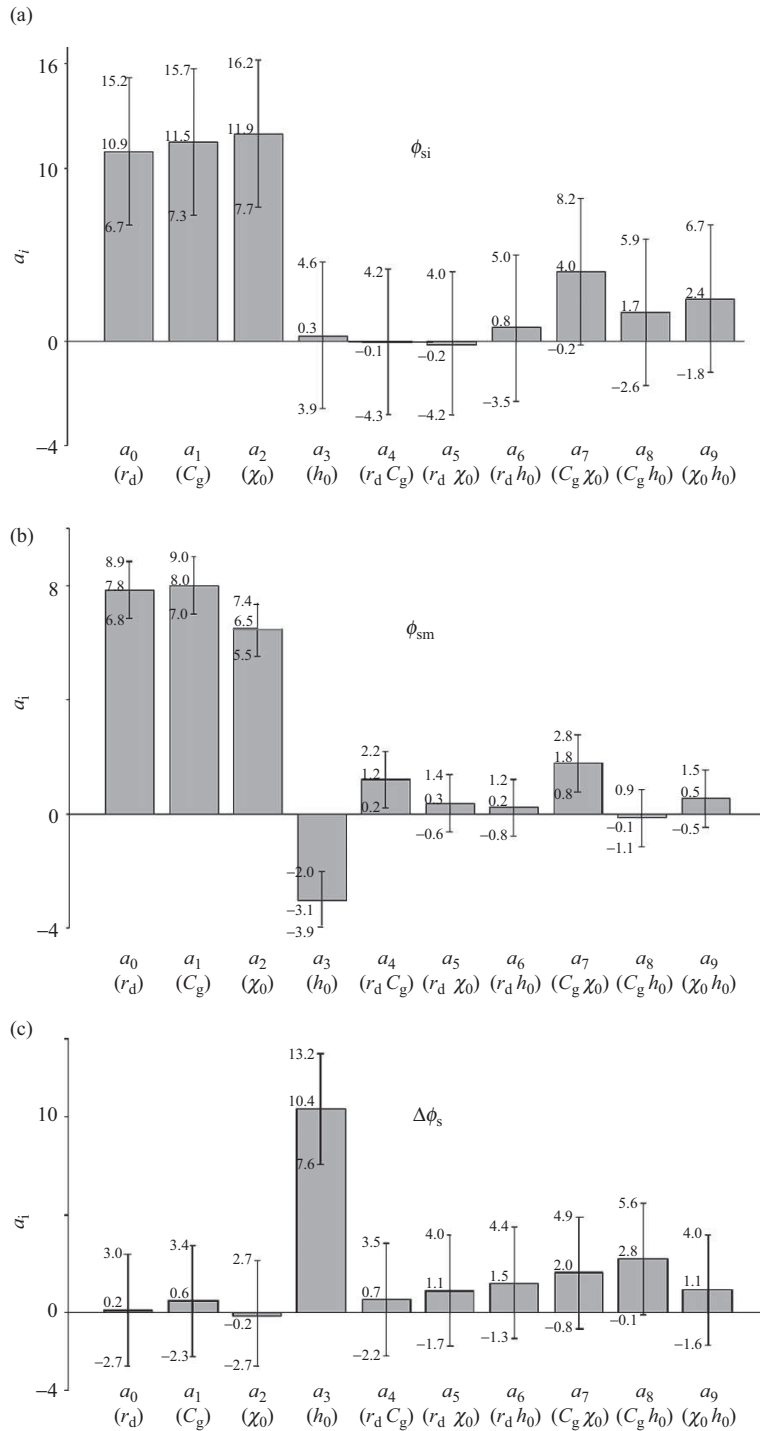 (a)
16
15.2 15.7 16.2
10.9 11.5 11.9
ϕsi
10
8.2
6.7 7.3 7.7
6.7
5.9
5.0
4.6 4.2 4.0
4.0
2.4
1.7
0.8
0.3
−0.1 −0.2 −0.2
0
−1.8
−2.6
−3.5
3.9 −4.3 −4.2
−4
ai
a0 a1 a2 a3 a4 a5 a6 a7 a8 a9
(rd) (Cg) (χ0) (h0) (rd Cg) (rd χ0) (rd h0) (Cg χ0) (Cg h0) (χ0 h0)
(b)
8.9 9.0
7.8 8.0 7.4
8
6.8 7.0 6.5
5.5
ϕsm
2.8
2.2
1.8
1.2 1.4 1.2 1.5
0.9
0.8
0.2 0.3 0.2 0.5
0
−0.6 −0.8 −0.1 −0.5
−1.1
−2.0
−3.1
−3.9
−4
ai
a0 a1 a2 a3 a4 a5 a6 a7 a8 a9
(rd) (Cg) (χ0) (h0) (rd Cg) (rd χ0) (rd h0) (Cg χ0) (Cg h0) (χ0 h0)
(c)
13.2
10.4
10
Δϕs
7.6
5.6
4.9
4.4
4.0 4.0
3.5
3.0 3.4 2.7
2.8
2.0
1.5
1.1 1.1
0.2 0.6 −0.2 0.7
0
−0.1
−0.8
−1.3
−1.7 −1.6
−2.7 −2.3 −2.7 −2.2
−4
ai
a0 a1 a2 a3 a4 a5 a6 a7 a8 a9
(rd) (Cg) (χ0) (h0) (rd Cg) (rd χ0) (rd h0) (Cg χ0) (Cg h0) (χ0 h0)